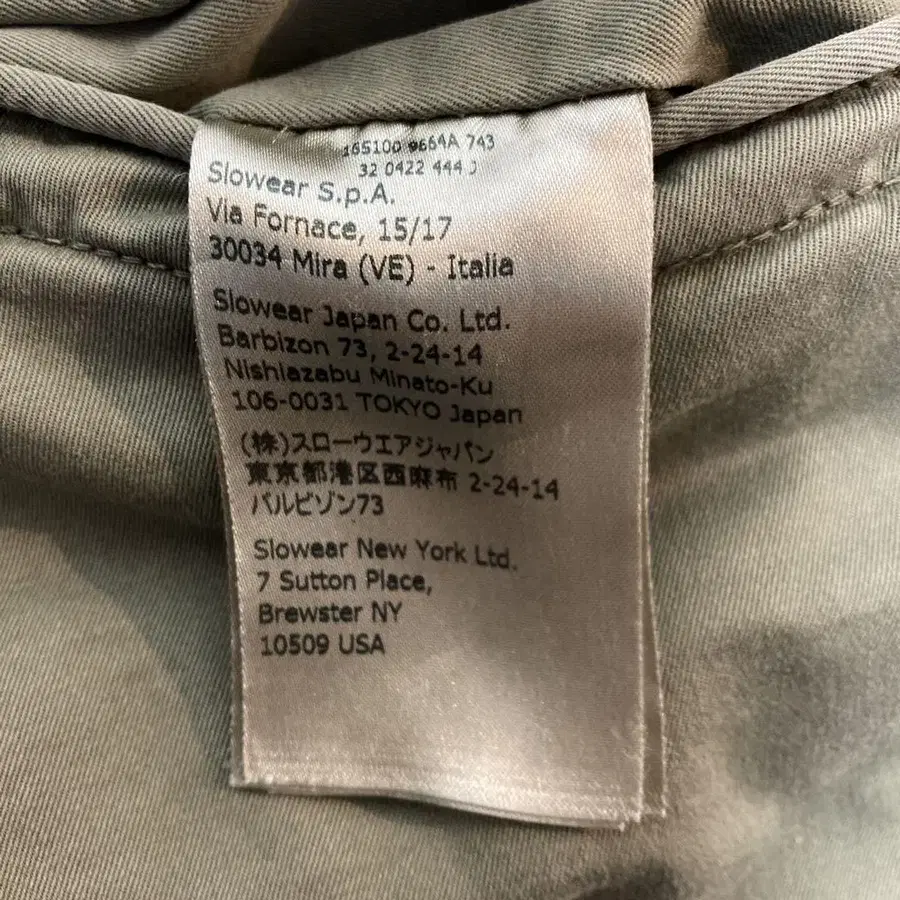 165100 9664A 743
32 0422 444 J
Slowear S.p.A.
Via Fornace, 15/17
30034 Mira (VE) - Italia
Slowear Japan Co. Ltd.
Barbizon 73, 2-24-14
Nishiazabu Minato-Ku
106-0031 TOKYO Japan
(株)スローウエアジャパン
東京都港区西麻布 2-24-14
バルビゾン73
Slowear New York Ltd.
7 Sutton Place,
Brewster NY
10509 USA